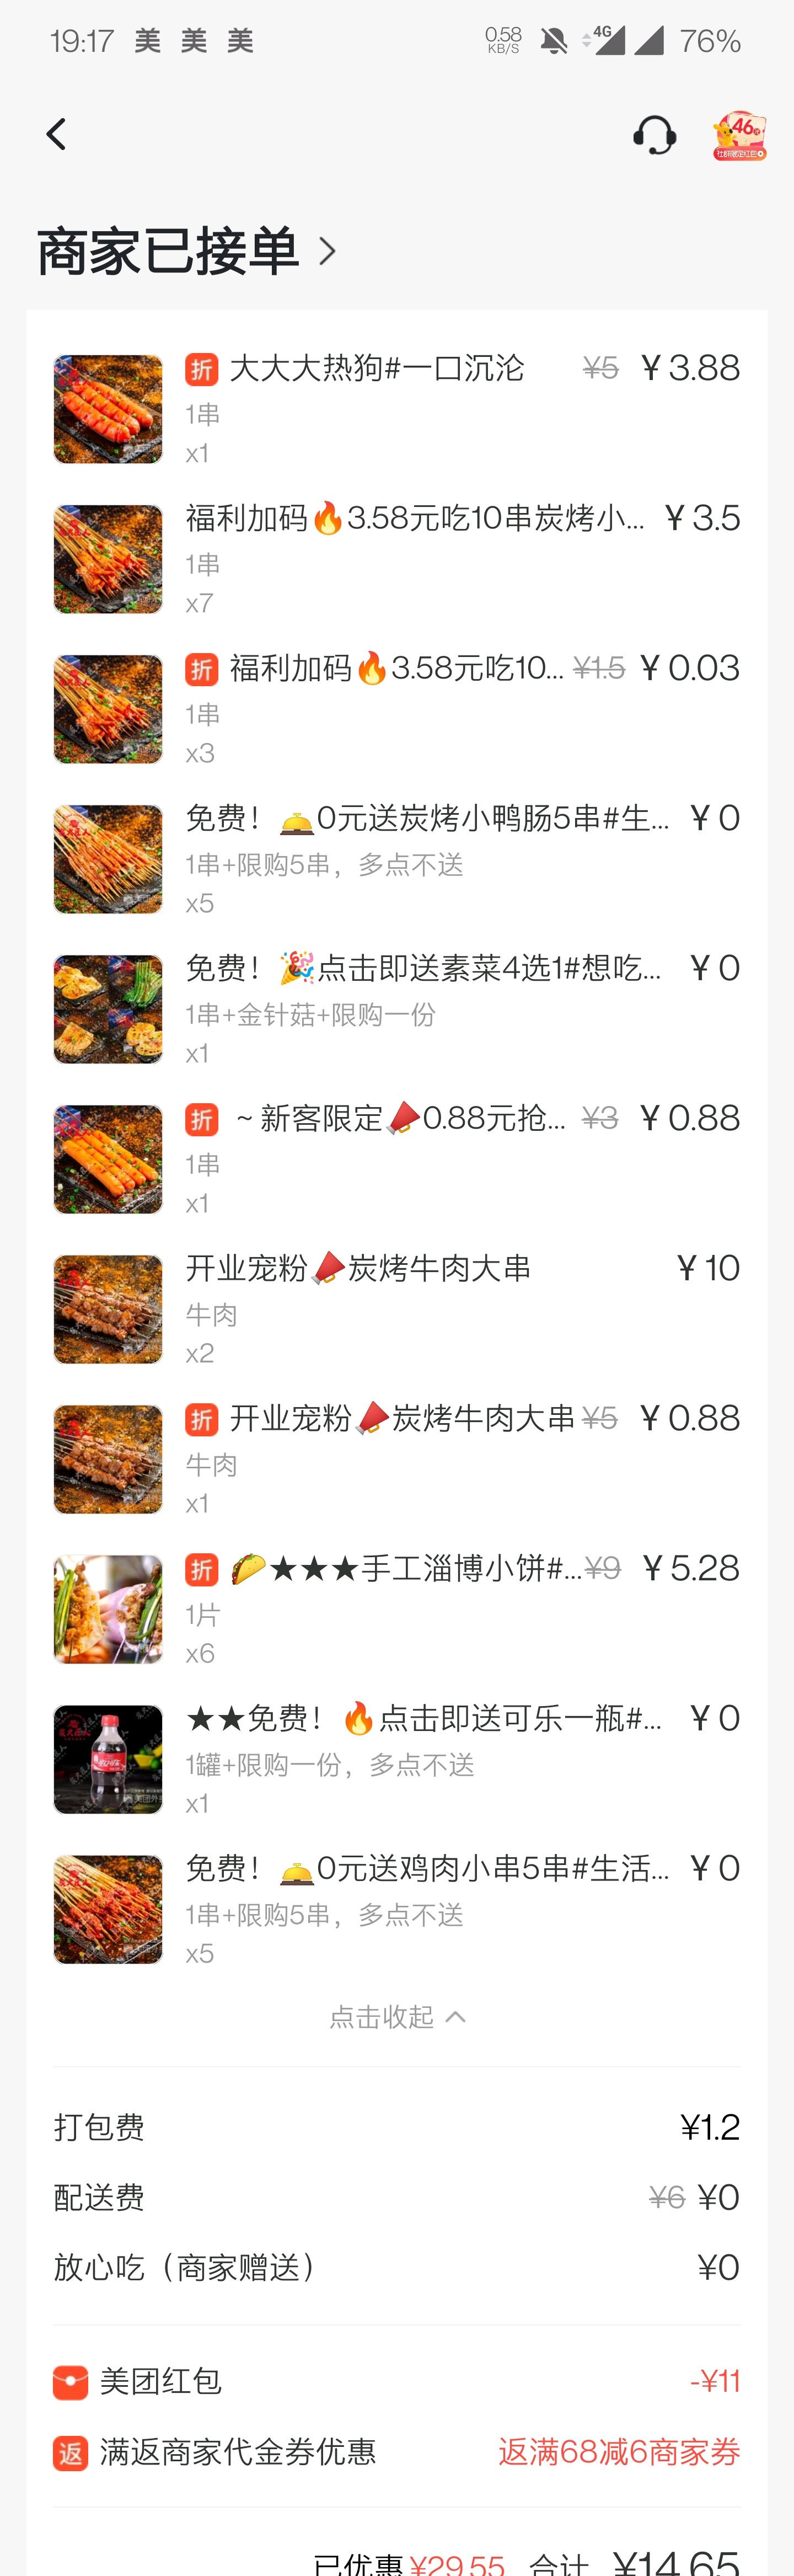 19:17 美 美 美 0.58 KB/S 4G 76%
46元
社群限定红包
商家已接单
折 大大大热狗#一口沉沦 ¥5 ¥3.88
1串
x1
福利加码🔥3.58元吃10串炭烤小... ¥3.5
1串
x7
折 福利加码🔥3.58元吃10... ¥1.5 ¥0.03
1串
x3
免费！🛎️0元送炭烤小鸭肠5串#生... ¥0
1串+限购5串，多点不送
x5
免费！🎉点击即送素菜4选1#想吃... ¥0
1串+金针菇+限购一份
x1
折 ~新客限定📣0.88元抢... ¥3 ¥0.88
1串
x1
开业宠粉📣炭烤牛肉大串 ¥10
牛肉
x2
折 开业宠粉📣炭烤牛肉大串 ¥5 ¥0.88
牛肉
x1
折 🌮★★★手工淄博小饼#... ¥9 ¥5.28
1片
x6
★★免费！🔥点击即送可乐一瓶#... ¥0
1罐+限购一份，多点不送
x1
免费！🛎️0元送鸡肉小串5串#生活... ¥0
1串+限购5串，多点不送
x5
点击收起
打包费 ¥1.2
配送费 ¥6 ¥0
放心吃（商家赠送） ¥0
美团红包 -¥11
返 满返商家代金券优惠 返满68减6商家券
已优惠 ¥29.55 合计 ¥14.65